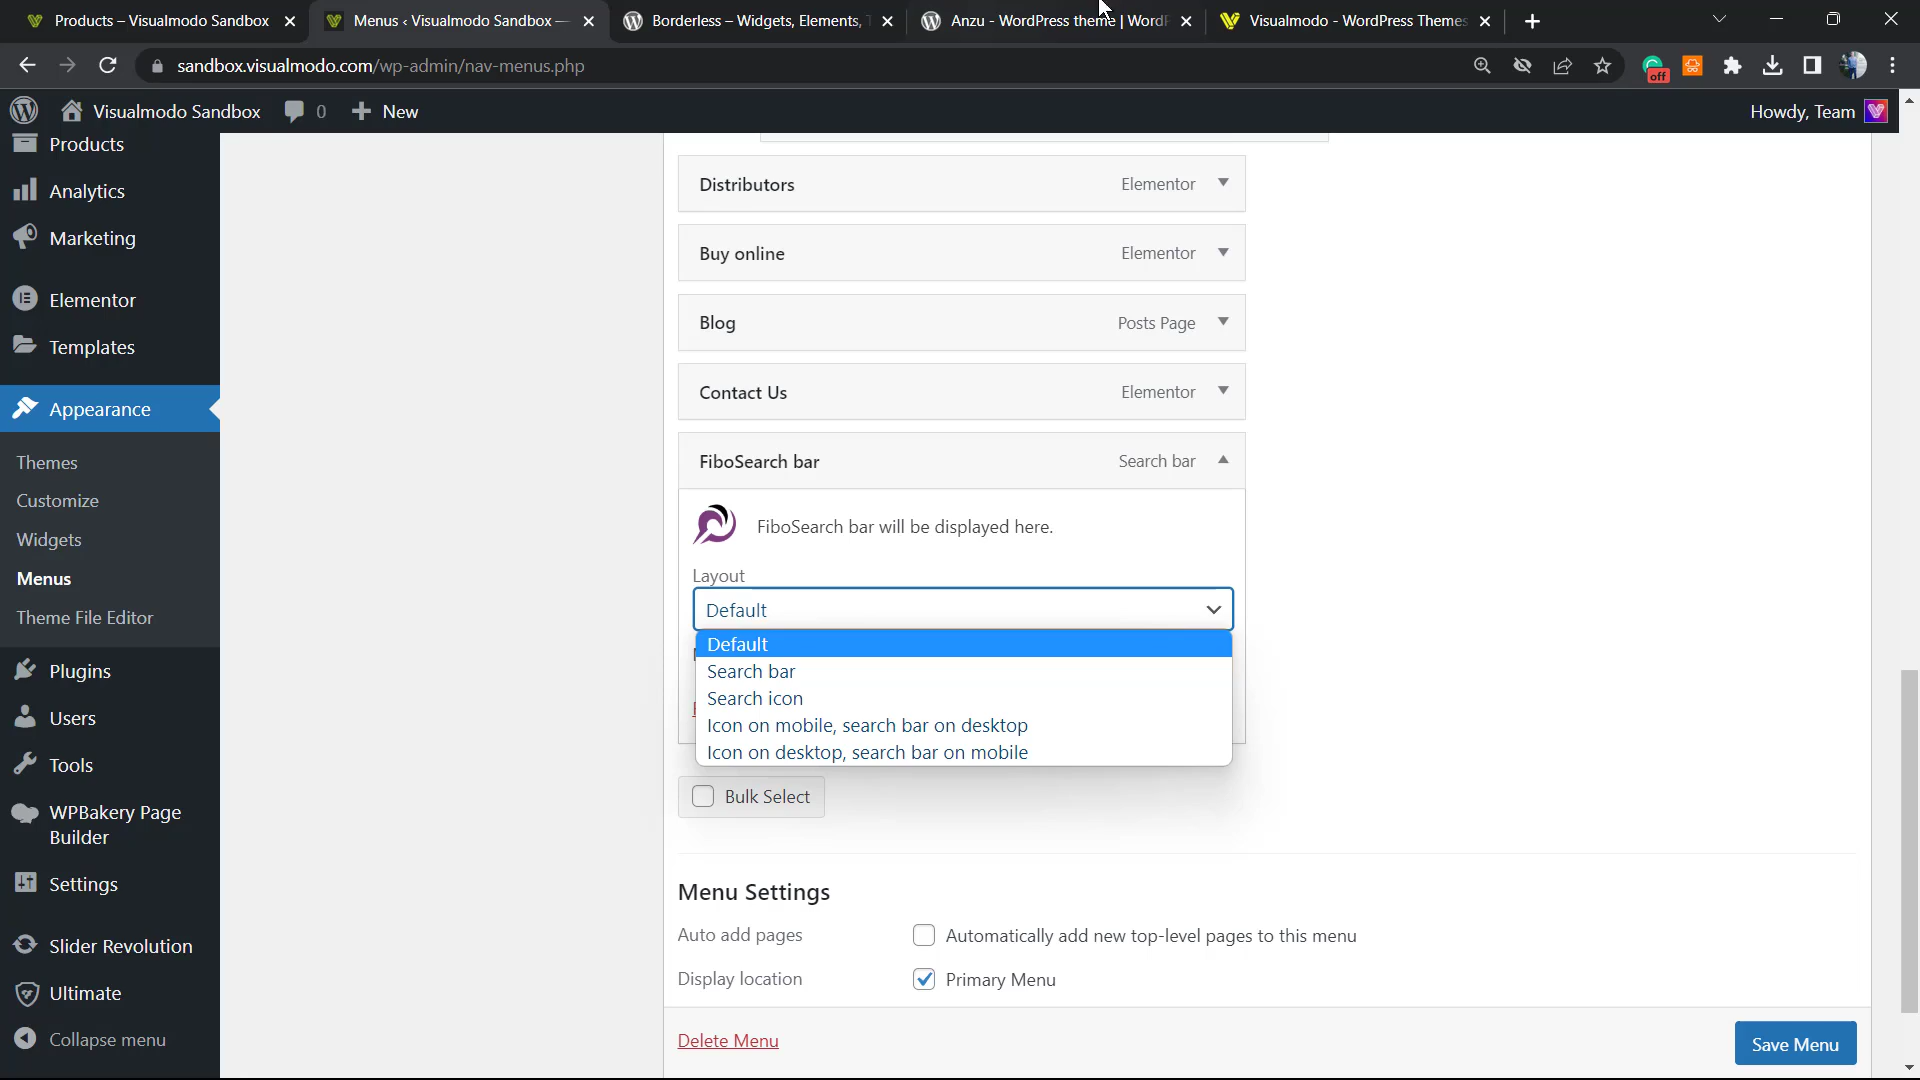 Products – Visualmodo Sandbox
Menus ‹ Visualmodo Sandbox —
Borderless – Widgets, Elements,
Anzu - WordPress theme | Word
Visualmodo - WordPress Themes
sandbox.visualmodo.com/wp-admin/nav-menus.php
off
Visualmodo Sandbox
0
New
Howdy, Team
Products
Analytics
Marketing
Elementor
Templates
Appearance
Themes
Customize
Widgets
Menus
Theme File Editor
Plugins
Users
Tools
WPBakery Page
Builder
Settings
Slider Revolution
Ultimate
Collapse menu
Distributors
Elementor
Buy online
Elementor
Blog
Posts Page
Contact Us
Elementor
FiboSearch bar
Search bar
FiboSearch bar will be displayed here.
Layout
Default
Default
Search bar
Search icon
Icon on mobile, search bar on desktop
Icon on desktop, search bar on mobile
Bulk Select
Menu Settings
Auto add pages
Automatically add new top-level pages to this menu
Display location
Primary Menu
Delete Menu
Save Menu